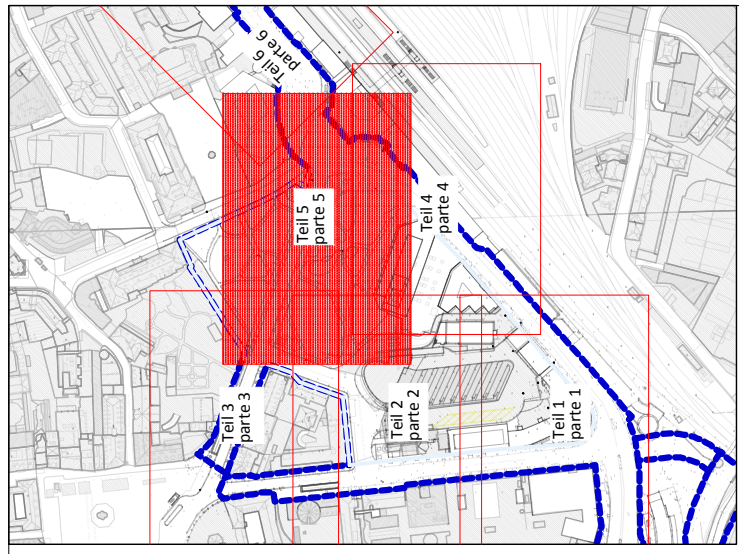 Teil 6
parte 6
Teil 5
parte 5
Teil 4
parte 4
Teil 3
parte 3
Teil 2
parte 2
Teil 1
parte 1